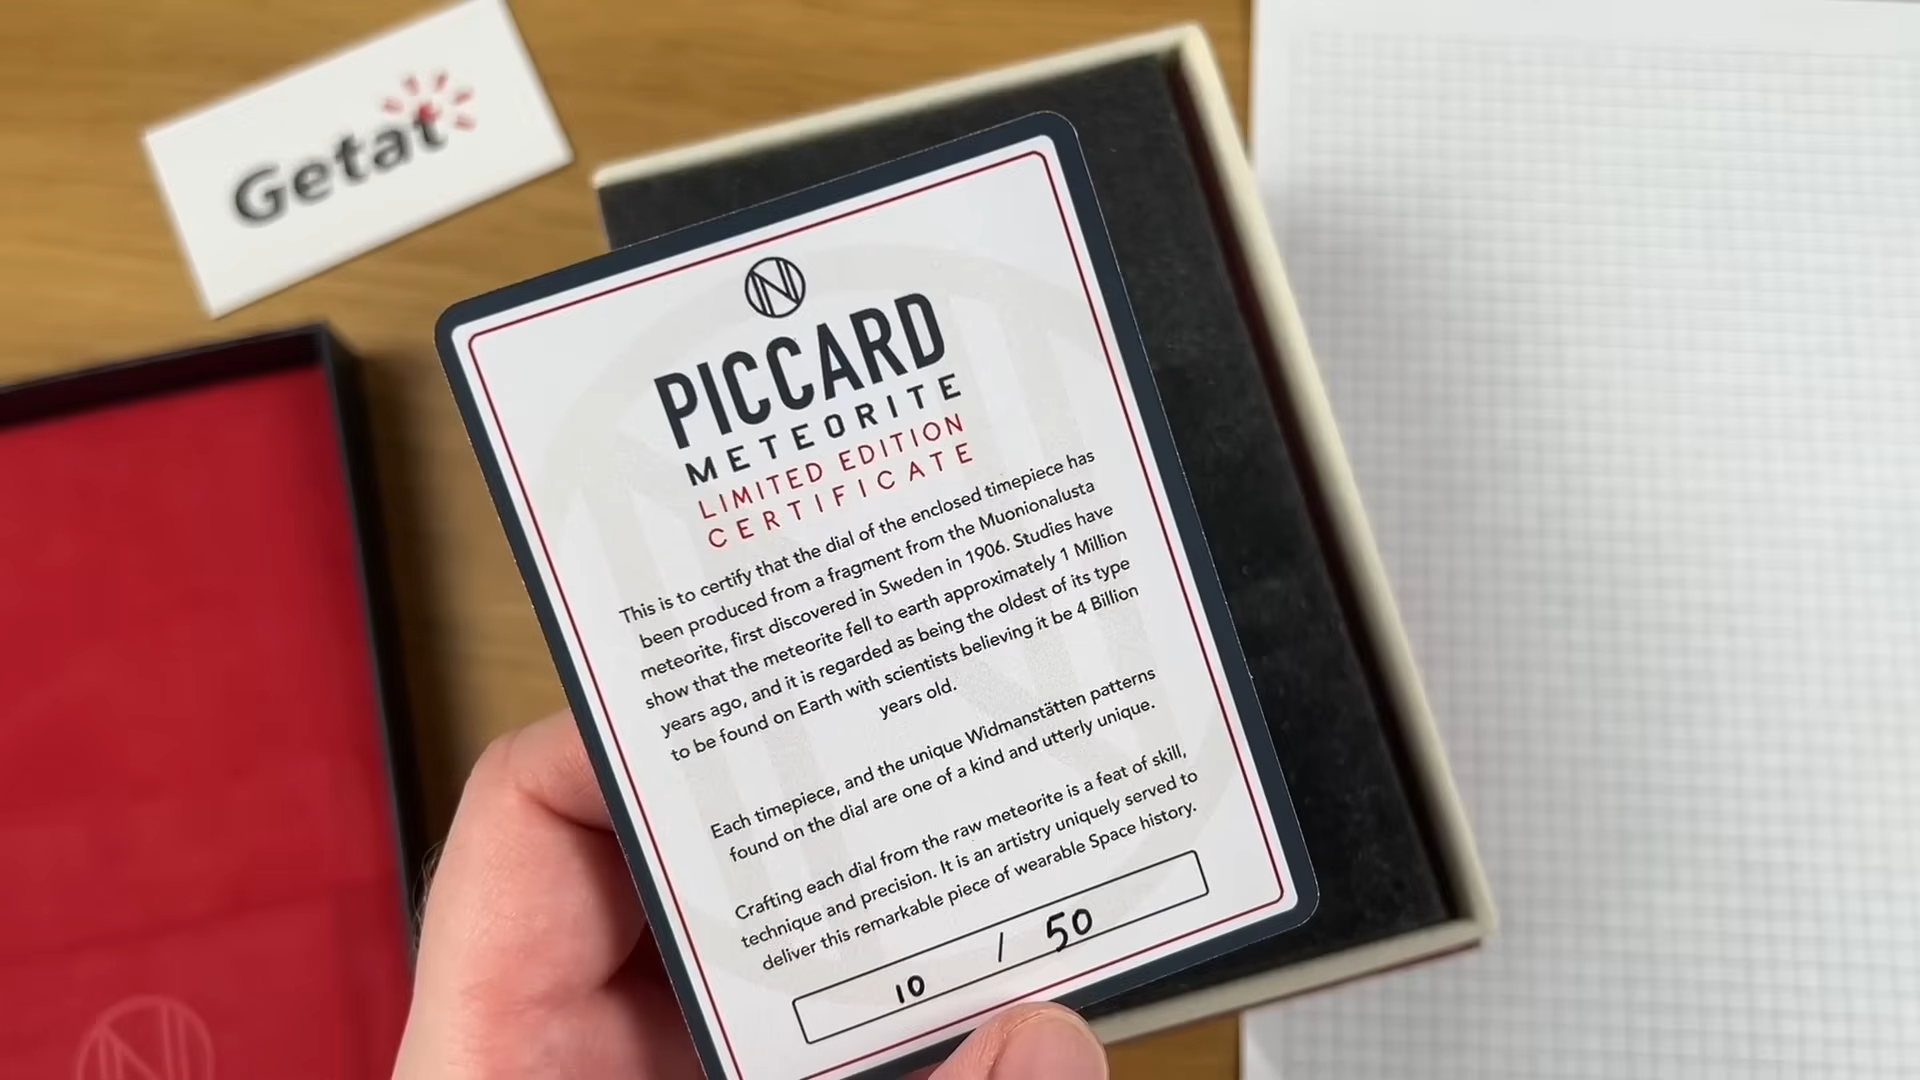 Getat
PICCARD
METEORITE
LIMITED EDITION
CERTIFICATE
This is to certify that the dial of the enclosed timepiece has
been produced from a fragment from the Muonionalusta
meteorite, first discovered in Sweden in 1906. Studies have
show that the meteorite fell to earth approximately 1 Million
years ago, and it is regarded as being the oldest of its type
to be found on Earth with scientists believing it be 4 Billion
years old.
Each timepiece, and the unique Widmanstätten patterns
found on the dial are one of a kind and utterly unique.
Crafting each dial from the raw meteorite is a feat of skill,
technique and precision. It is an artistry uniquely served to
deliver this remarkable piece of wearable Space history.
10 / 50